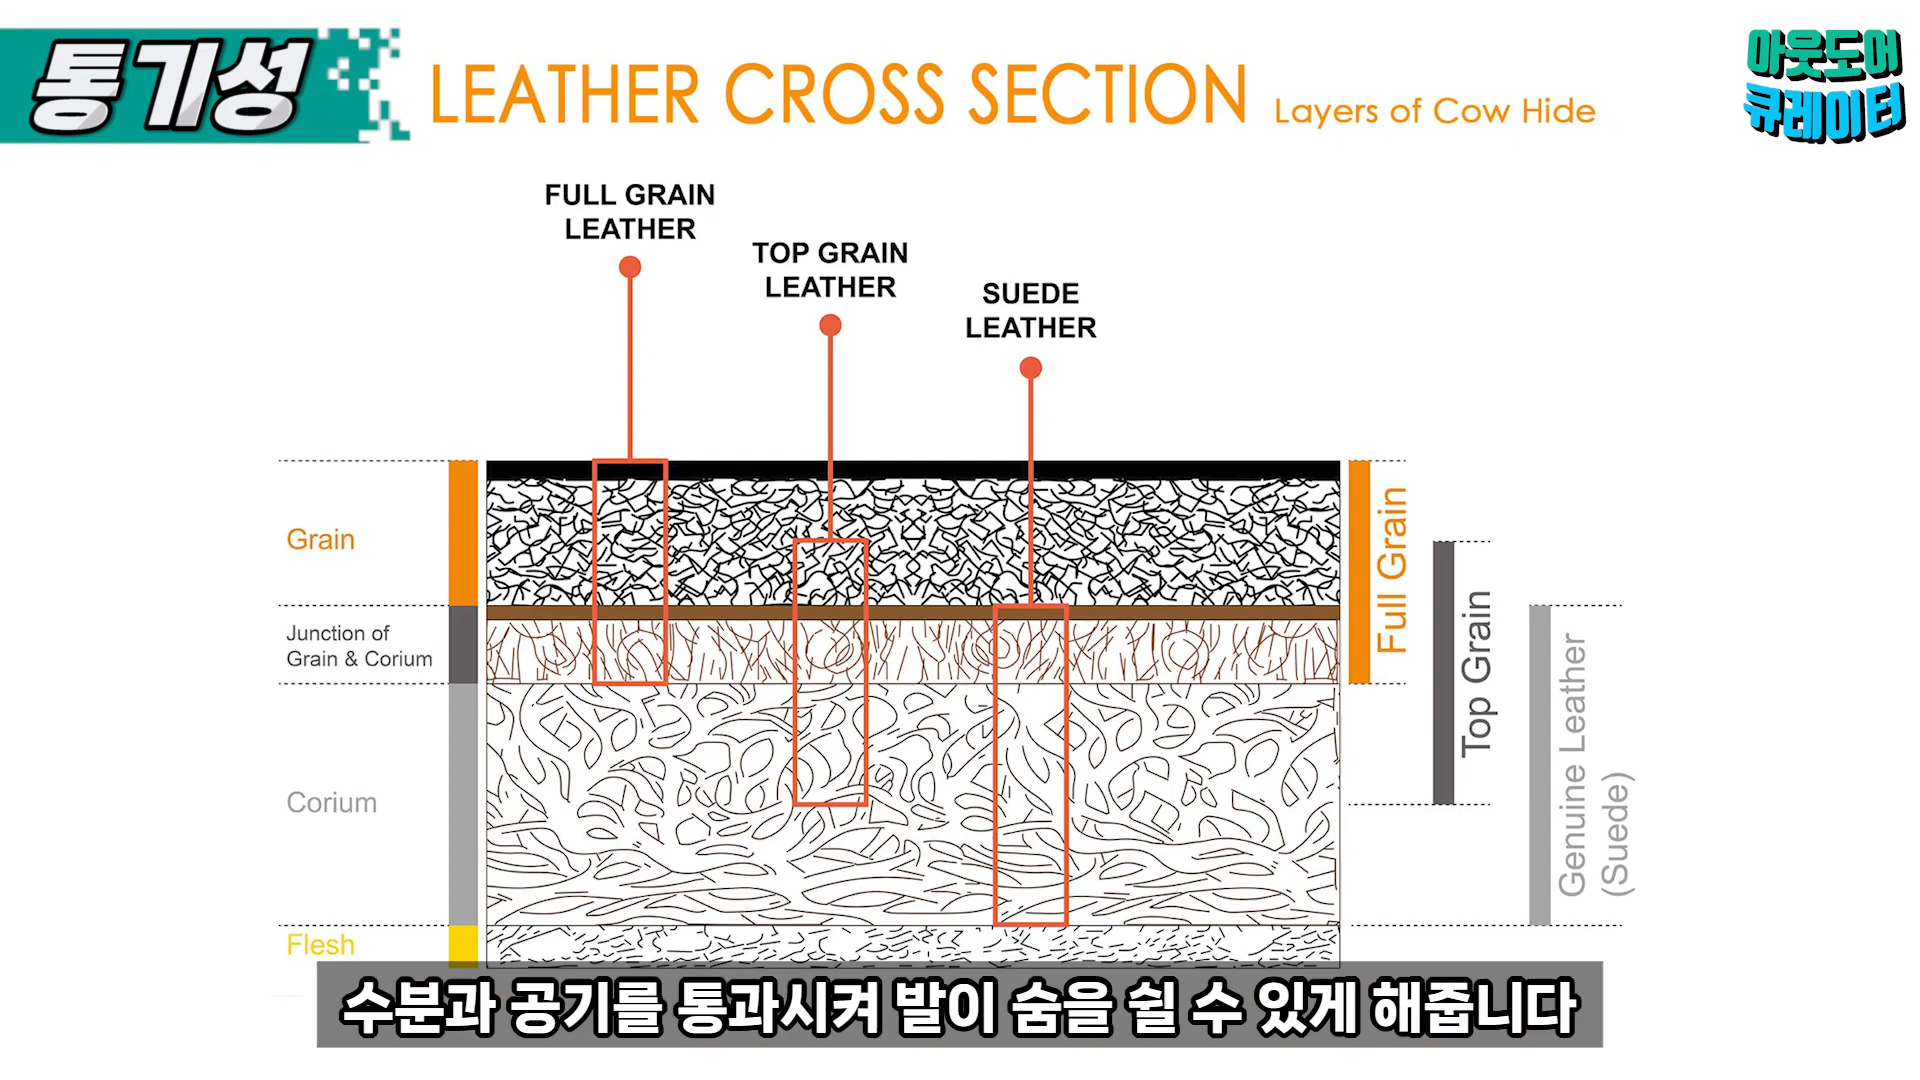 통기성
LEATHER CROSS SECTION Layers of Cow Hide
아웃도어
큐레이터
FULL GRAIN
LEATHER
TOP GRAIN
LEATHER
SUEDE
LEATHER
Grain
Junction of
Grain & Corium
Corium
Flesh
Full Grain
Top Grain
Genuine Leather
(Suede)
수분과 공기를 통과시켜 발이 숨을 쉴 수 있게 해줍니다